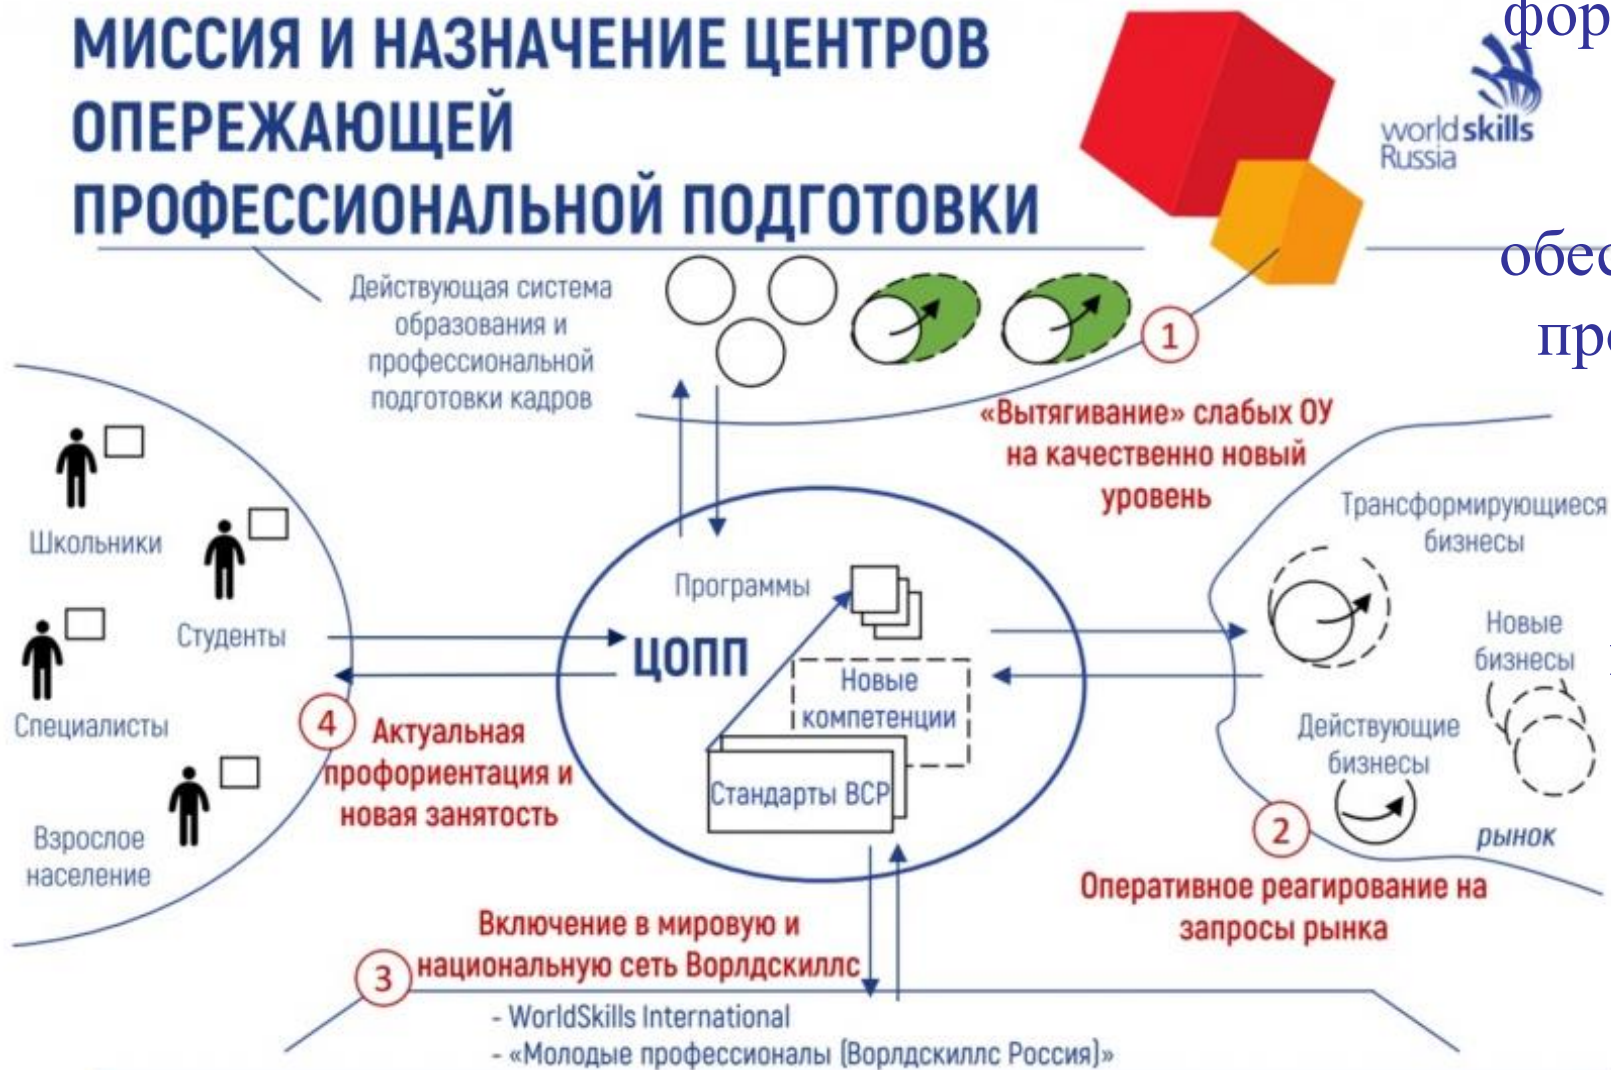 МИССИЯ И НАЗНАЧЕНИЕ ЦЕНТРОВ
ОПЕРЕЖАЮЩЕЙ
ПРОФЕССИОНАЛЬНОЙ ПОДГОТОВКИ
world skills
Russia
Действующая система
образования и
профессиональной
подготовки кадров
1
«Вытягивание» слабых ОУ
на качественно новый
уровень
Школьники
Студенты
Специалисты
Взрослое
население
4
Актуальная
профориентация и
новая занятость
Программы
ЦОПП
Новые
компетенции
Стандарты ВСР
Трансформирующиеся
бизнесы
Новые
бизнесы
Действующие
бизнесы
рынок
2
Оперативное реагирование на
запросы рынка
Включение в мировую и
национальную сеть Ворлдскиллс
3
- WorldSkills International
- «Молодые профессионалы (Ворлдскиллс Россия)»